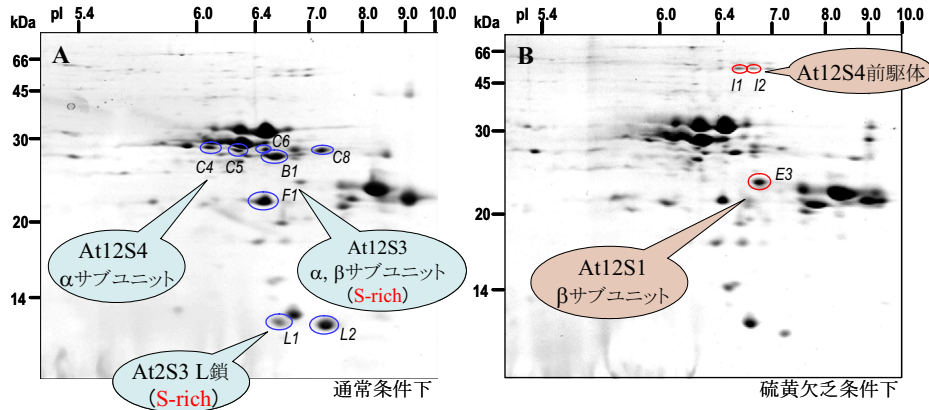 kDa pI 5.4 6.0 6.4 7.0 8.0 9.0 10.0
A
66
45
30
20
14
C4 C5 C6 C8
B1
F1
L1 L2
At12S4
αサブユニット
At12S3
α, βサブユニット
(S-rich)
At2S3 L鎖
(S-rich)
通常条件下
kDa pI 5.4 6.0 6.4 7.0 8.0 9.0 10.0
B
66
45
30
20
14
I1 I2
At12S4前駆体
E3
At12S1
βサブユニット
硫黄欠乏条件下